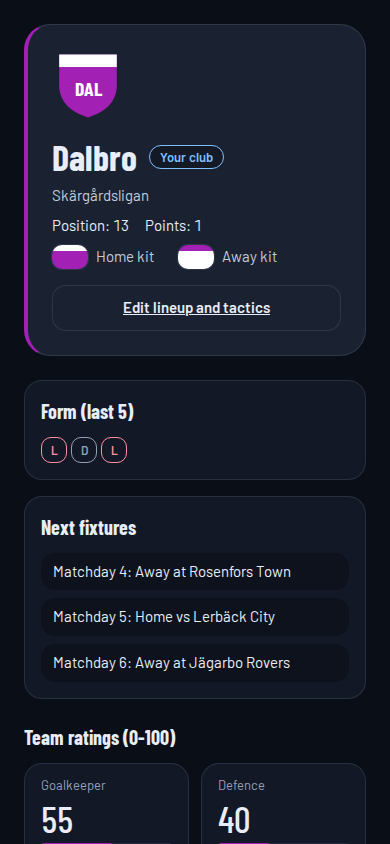 DAL
Dalbro Your club
Skärgårdsligan
Position: 13 Points: 1
Home kit Away kit
Edit lineup and tactics
Form (last 5)
L D L
Next fixtures
Matchday 4: Away at Rosenfors Town
Matchday 5: Home vs Lerbäck City
Matchday 6: Away at Jägarbo Rovers
Team ratings (0-100)
Goalkeeper Defence
55 40